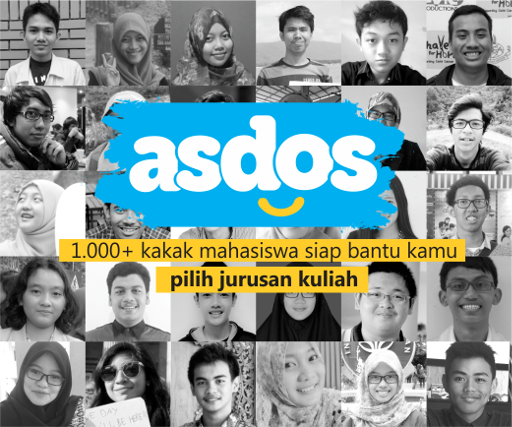 asdos
1.000+ kakak mahasiswa siap bantu kamu
pilih jurusan kuliah